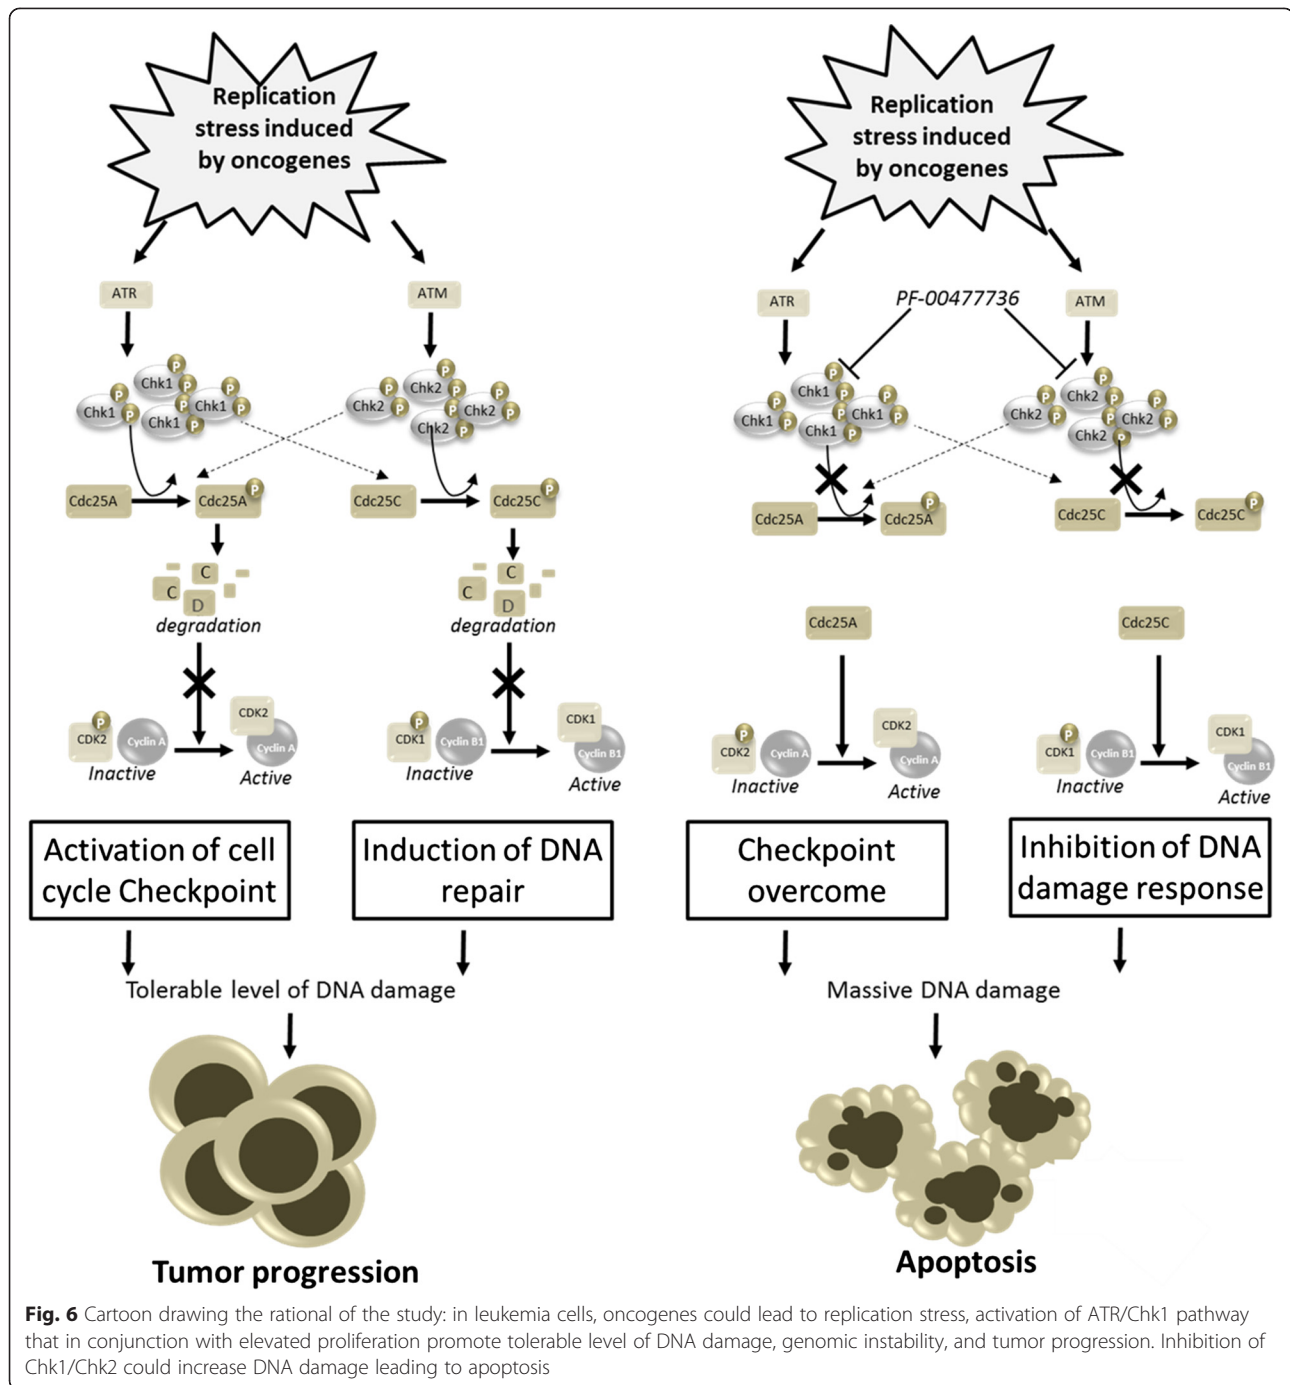 Replication
stress induced
by oncogenes
ATR
ATM
P
P
Chk1
P
Chk1
P
P
Chk1
P
Chk1
P
P
P
Chk2
P
Chk2
P
P
Chk2
P
P
Chk2
P
Cdc25A
Cdc25A
P
Cdc25C
Cdc25C
P
C
C
D
degradation
C
C
D
degradation
P
CDK2
Cyclin A
Inactive
CDK2
Cyclin A
Active
P
CDK1
Cyclin B1
Inactive
CDK1
Cyclin B1
Active
Activation of cell
cycle Checkpoint
Induction of DNA
repair
Tolerable level of DNA damage
Tumor progression
Replication
stress induced
by oncogenes
ATR
PF-00477736
ATM
P
P
Chk1
P
Chk1
P
P
Chk1
P
Chk1
P
P
P
Chk2
P
Chk2
P
P
Chk2
P
Chk2
P
Cdc25A
Cdc25A
P
Cdc25C
Cdc25C
P
Cdc25A
Cdc25C
P
CDK2
Cyclin A
Inactive
CDK2
Cyclin A
Active
P
CDK1
Cyclin B1
Inactive
CDK1
Cyclin B1
Active
Checkpoint
overcome
Inhibition of DNA
damage response
Massive DNA damage
Apoptosis
Fig. 6 Cartoon drawing the rational of the study: in leukemia cells, oncogenes could lead to replication stress, activation of ATR/Chk1 pathway
that in conjunction with elevated proliferation promote tolerable level of DNA damage, genomic instability, and tumor progression. Inhibition of
Chk1/Chk2 could increase DNA damage leading to apoptosis